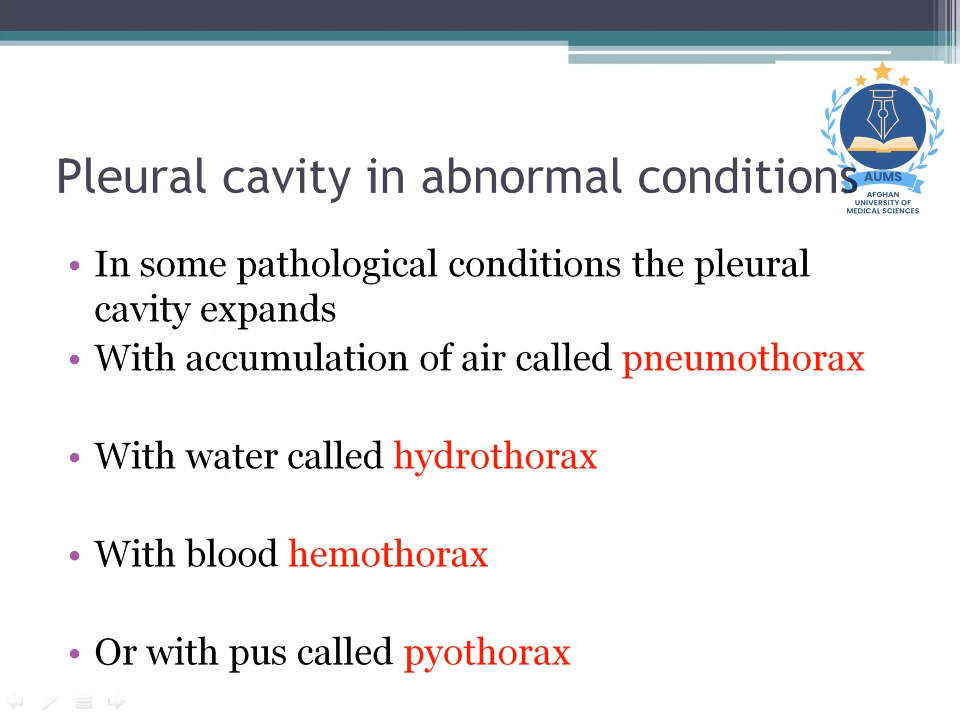 Pleural cavity in abnormal conditions
AUMS
AFGHAN
UNIVERSITY OF
MEDICAL SCIENCES
• In some pathological conditions the pleural
cavity expands
• With accumulation of air called pneumothorax
• With water called hydrothorax
• With blood hemothorax
• Or with pus called pyothorax